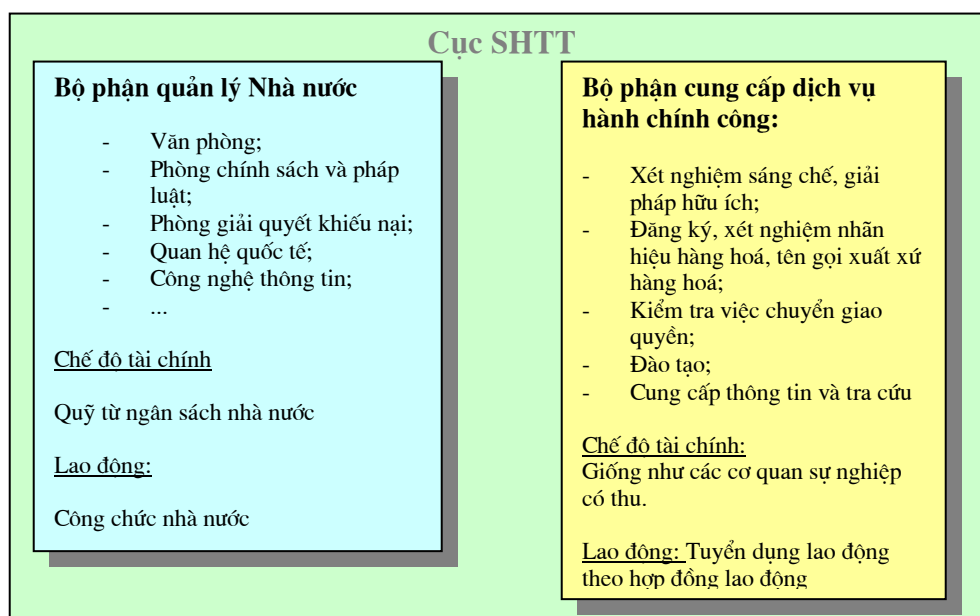 Cục SHTT
Bộ phận quản lý Nhà nước
- Văn phòng;
- Phòng chính sách và pháp
luật;
- Phòng giải quyết khiếu nại;
- Quan hệ quốc tế;
- Công nghệ thông tin;
- ...
Chế độ tài chính
Quỹ từ ngân sách nhà nước
Lao động:
Công chức nhà nước
Bộ phận cung cấp dịch vụ
hành chính công:
- Xét nghiệm sáng chế, giải
pháp hữu ích;
- Đăng ký, xét nghiệm nhãn
hiệu hàng hoá, tên gọi xuất xứ
hàng hoá;
- Kiểm tra việc chuyển giao
quyền;
- Đào tạo;
- Cung cấp thông tin và tra cứu
Chế độ tài chính:
Giống như các cơ quan sự nghiệp
có thu.
Lao động: Tuyển dụng lao động
theo hợp đồng lao động